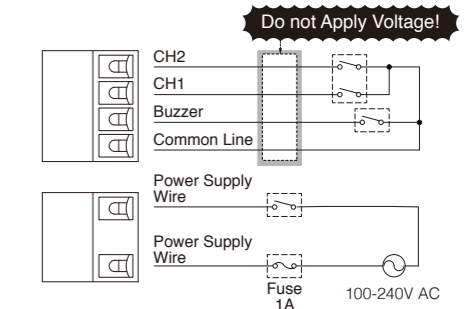 Do not Apply Voltage!
CH2
CH1
Buzzer
Common Line
Power Supply
Wire
Power Supply
Wire
Fuse
1A
100-240V AC